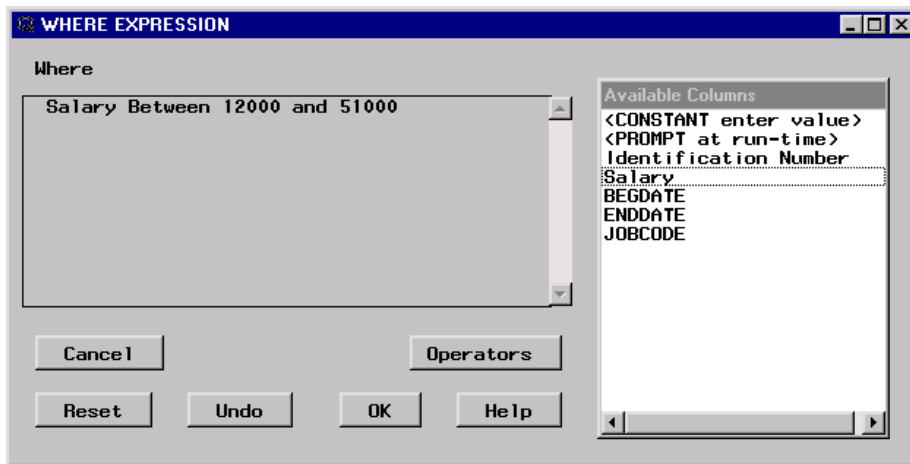 WHERE EXPRESSION
Where
Salary Between 12000 and 51000
Available Columns
<CONSTANT enter value>
<PROMPT at run-time>
Identification Number
Salary
BEGDATE
ENDDATE
JOBCODE
Cancel
Operators
Reset
Undo
OK
Help